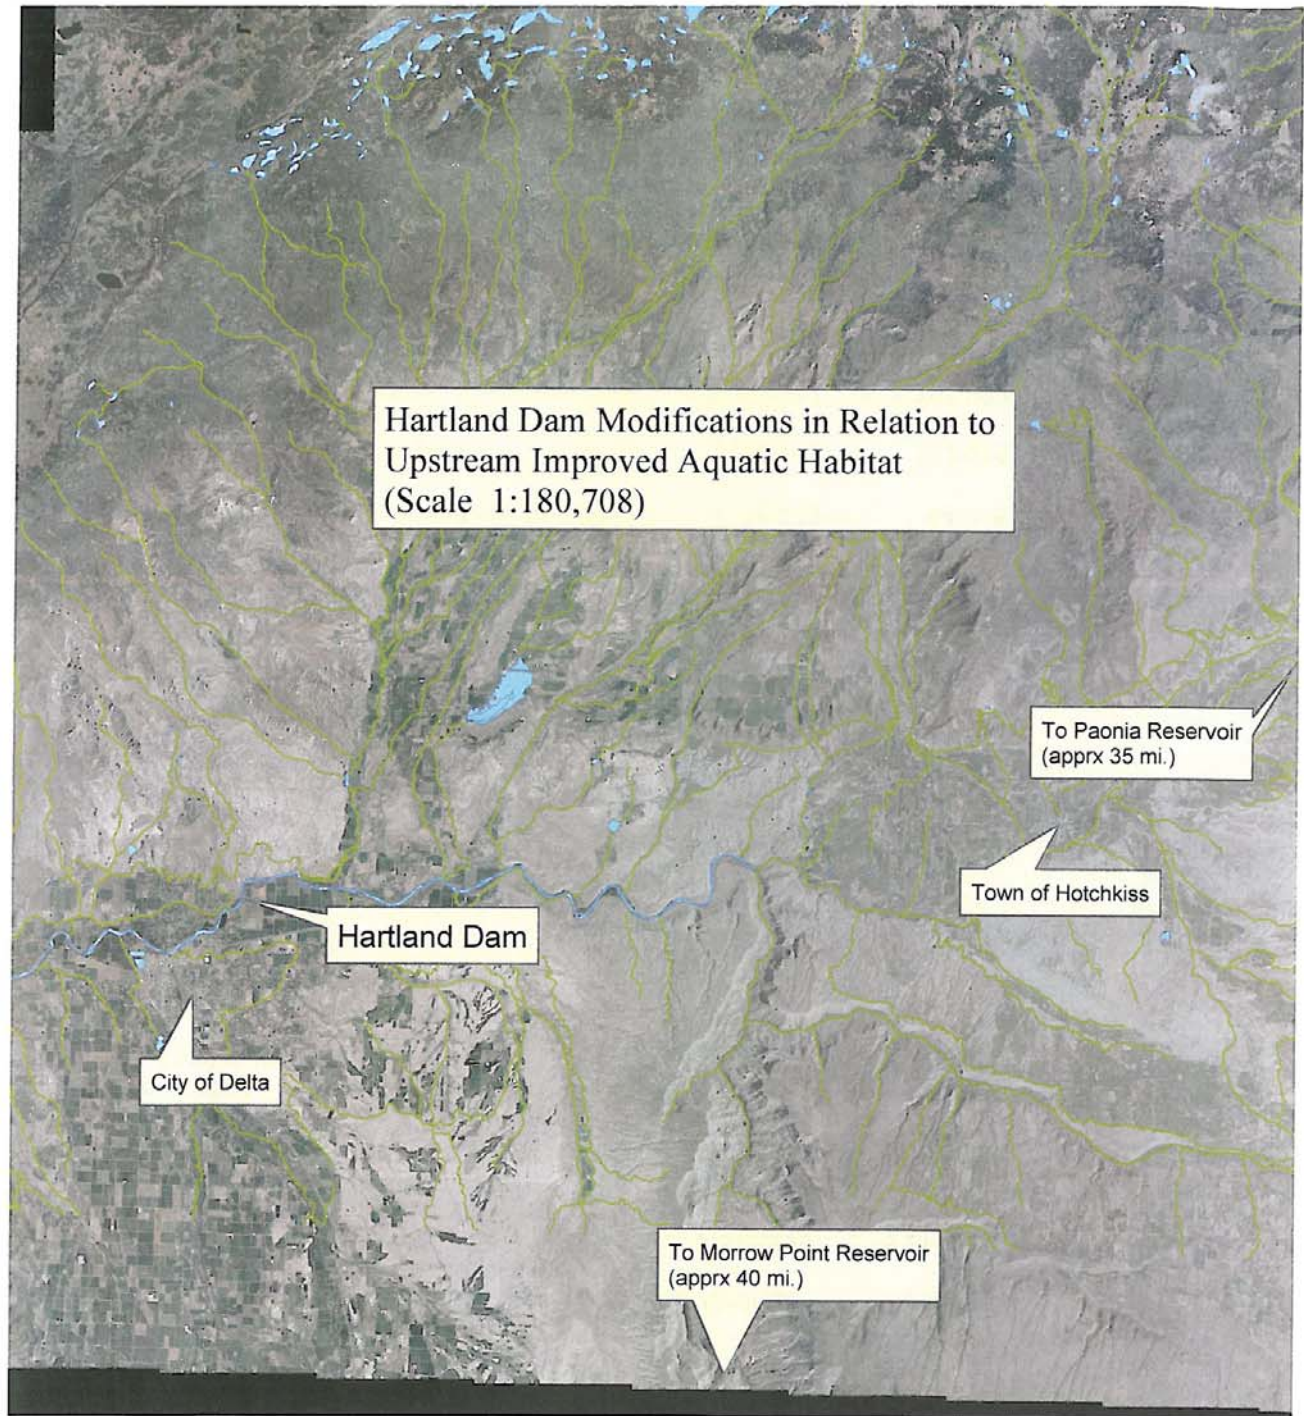 Hartland Dam Modifications in Relation to
Upstream Improved Aquatic Habitat
(Scale 1:180,708)
To Paonia Reservoir
(apprx 35 mi.)
Town of Hotchkiss
Hartland Dam
City of Delta
To Morrow Point Reservoir
(apprx 40 mi.)